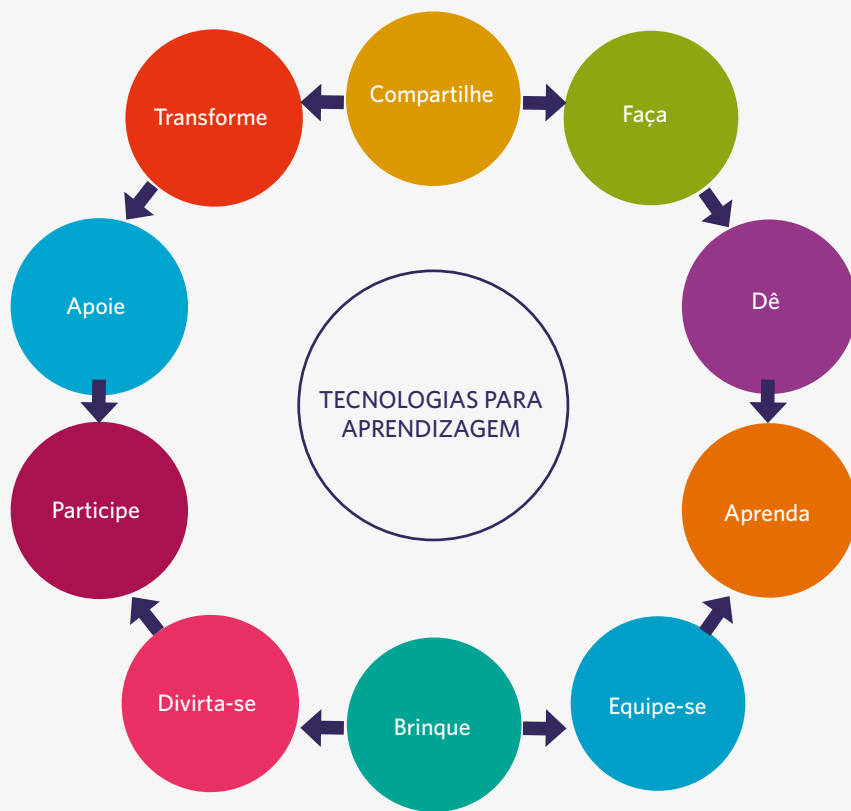 Compartilhe
Transforme
Faça
Apoie
Dê
TECNOLOGIAS PARA
APRENDIZAGEM
Participe
Aprenda
Divirta-se
Brinque
Equipe-se